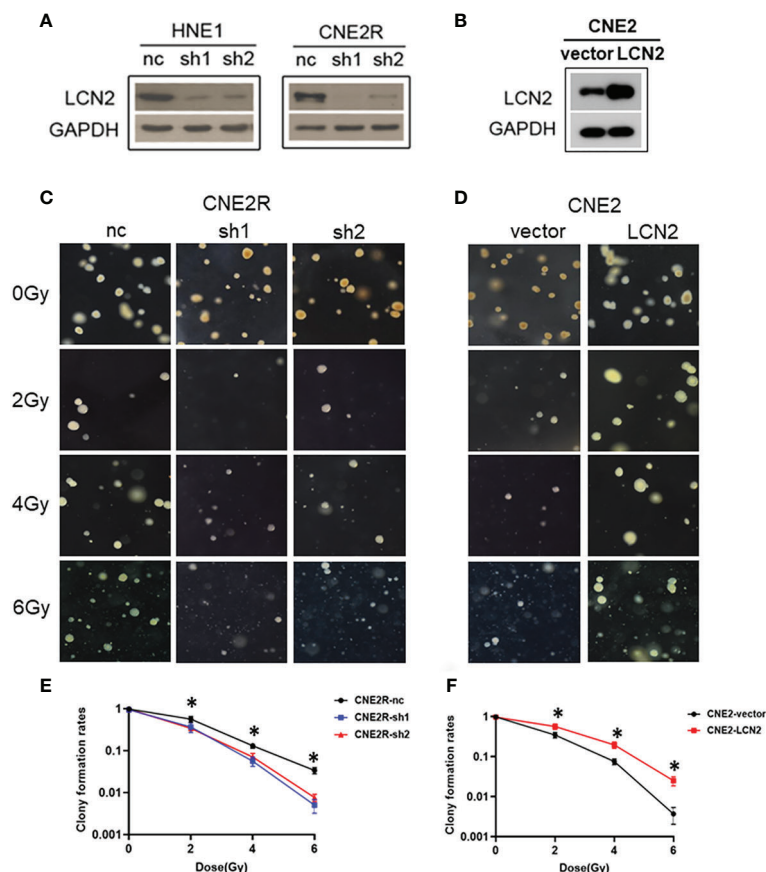 A
HNE1
CNE2R
nc sh1 sh2
nc sh1 sh2
LCN2
GAPDH
B
CNE2
vector LCN2
LCN2
GAPDH
C
CNE2R
nc sh1 sh2
0Gy
2Gy
4Gy
6Gy
D
CNE2
vector LCN2
E
Clony formation rates
1
0.1
0.01
0.001
0 2 4 6
Dose(Gy)
* * *
CNE2R-nc
CNE2R-sh1
CNE2R-sh2
F
Clony formation rates
1
0.1
0.01
0.001
0 2 4 6
Dose(Gy)
* * *
CNE2-vector
CNE2-LCN2